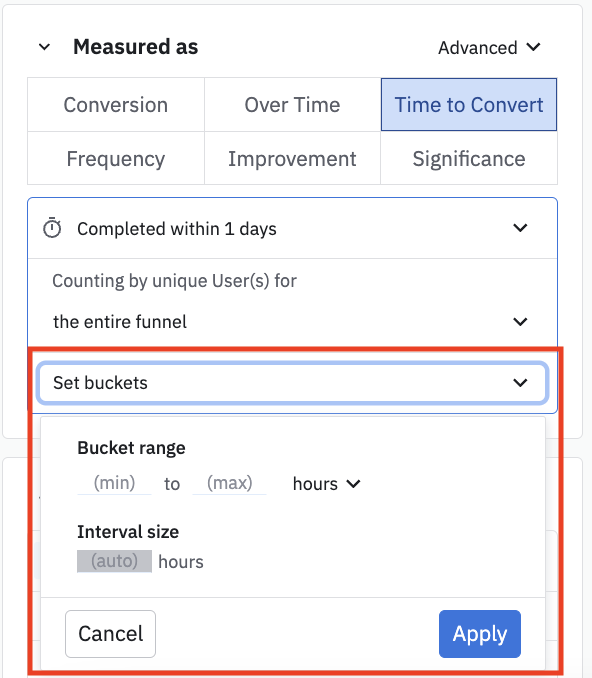 Measured as Advanced
Conversion Over Time Time to Convert
Frequency Improvement Significance
Completed within 1 days
Counting by unique User(s) for
the entire funnel
Set buckets
Bucket range
(min) to (max) hours
Interval size
(auto) hours
Cancel Apply